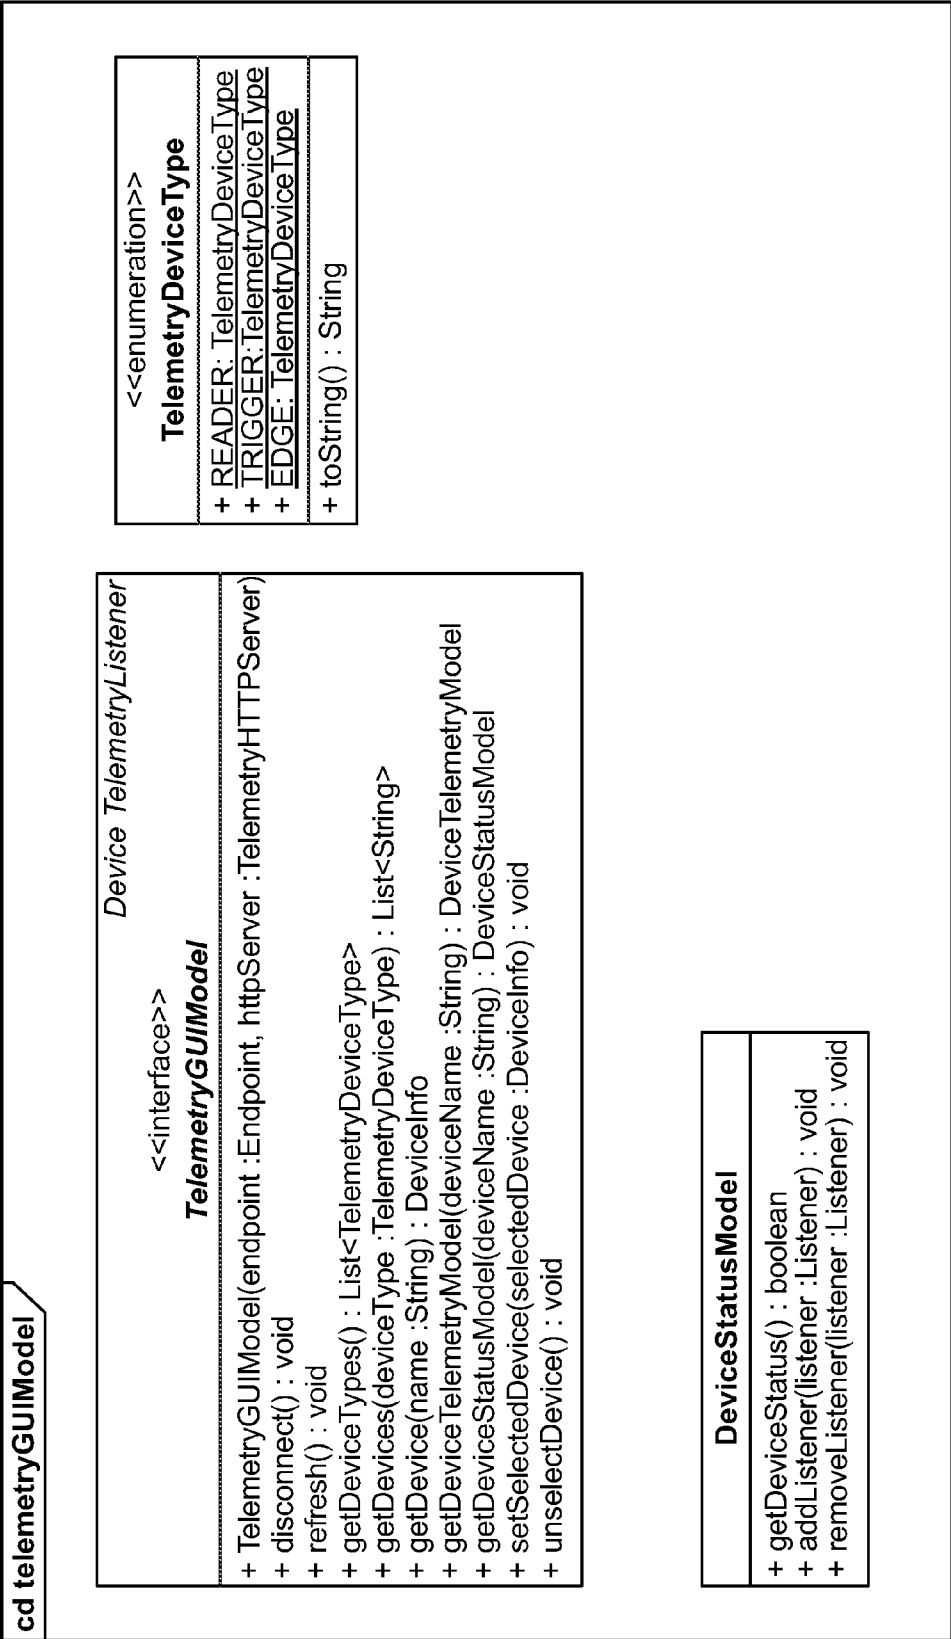 cd telemetryGUIModel
Device TelemetryListener
<<interface>>
TelemetryGUIModel
+ TelemetryGUIModel(endpoint :Endpoint, httpServer :TelemetryHTTPServer)
+ disconnect() : void
+ refresh() : void
+ getDeviceTypes() : List<TelemetryDeviceType>
+ getDevices(deviceType :TelemetryDeviceType) : List<String>
+ getDevice(name :String) : DeviceInfo
+ getDeviceTelemetryModel(deviceName :String) : DeviceTelemetryModel
+ getDeviceStatusModel(deviceName :String) : DeviceStatusModel
+ setSelectedDevice(selectedDevice :DeviceInfo) : void
+ unselectDevice() : void
<<enumeration>>
TelemetryDeviceType
+ READER: TelemetryDeviceType
+ TRIGGER:TelemetryDeviceType
+ EDGE: TelemetryDeviceType
+ toString() : String
DeviceStatusModel
+ getDeviceStatus() : boolean
+ addListener(listener :Listener) : void
+ removeListener(listener :Listener) : void